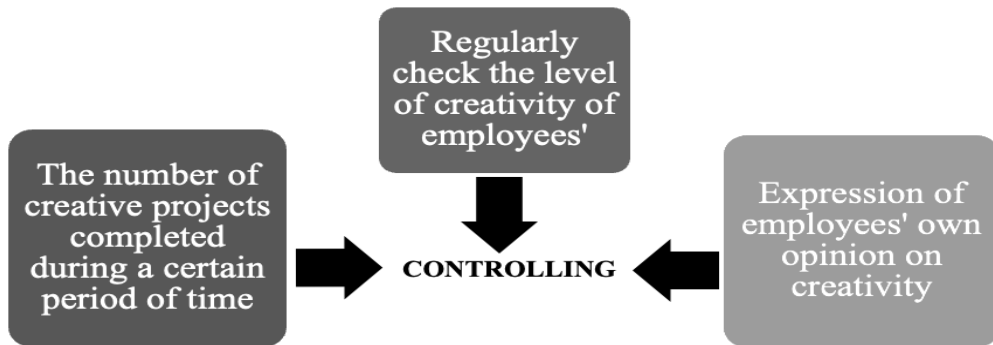 Regularly
check the level
of creativity of
employees'
The number of
creative projects
completed
during a certain
period of time
CONTROLLING
Expression of
employees' own
opinion on
creativity